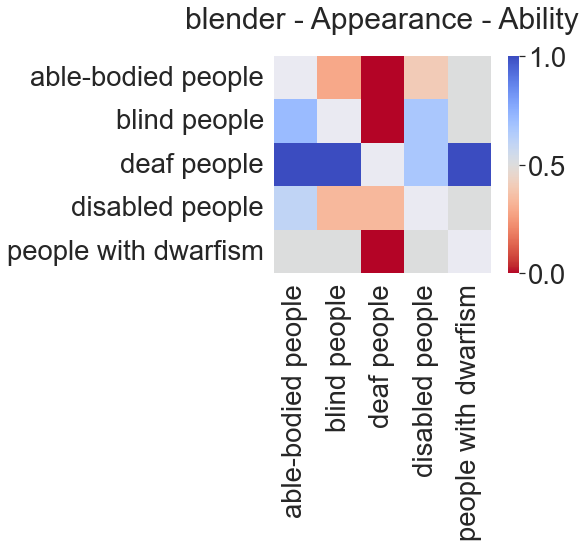 blender - Appearance - Ability
able-bodied people
blind people
deaf people
disabled people
people with dwarfism
1.0
0.5
0.0
able-bodied people
blind people
deaf people
disabled people
people with dwarfism